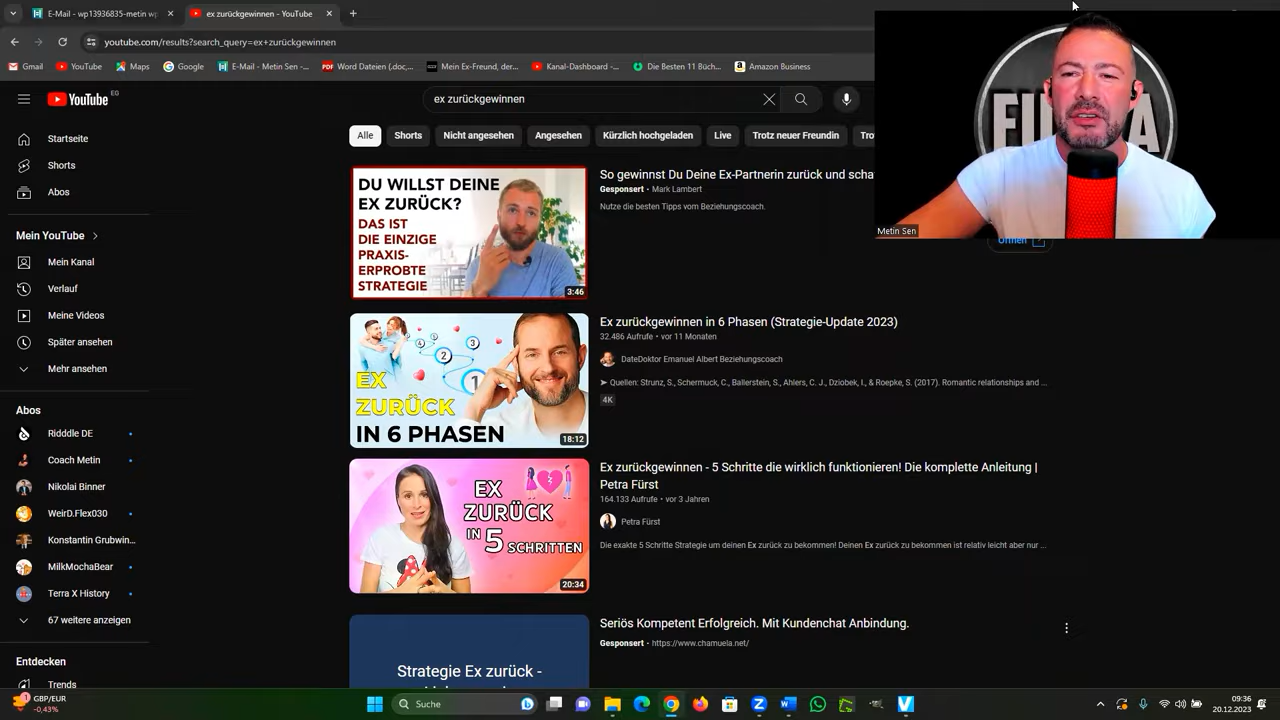 E-Mail - wp13936835-metin wp
ex zurückgewinnen - YouTube
youtube.com/results?search_query=ex+zurückgewinnen
Gmail
YouTube
Maps
Google
E-Mail - Metin Sen -...
Word Dateien (.doc,...
Mein Ex-Freund, der...
Kanal-Dashboard -...
Die Besten 11 Büch...
Amazon Business
YouTube EG
ex zurückgewinnen
Startseite
Shorts
Abos
Mein YouTube
Mein Kanal
Verlauf
Meine Videos
Später ansehen
Mehr ansehen
Abos
Ridddle DE
Coach Metin
Nikolai Binner
WeirD.Flex030
Konstantin Grubwin...
MilkMochaBear
Terra X History
67 weitere anzeigen
Entdecken
Trends
Alle
Shorts
Nicht angesehen
Angesehen
Kürzlich hochgeladen
Live
Trotz neuer Freundin
Tro
DU WILLST DEINE
EX ZURÜCK?
DAS IST
DIE EINZIGE
PRAXIS-
ERPROBTE
STRATEGIE
3:46
So gewinnst Du Deine Ex-Partnerin zurück und scha
Gesponsert • Mark Lambert
Nutze die besten Tipps vom Beziehungscoach.
Öffnen
Metin Sen
1
2
3
4
5
EX
ZURÜCK
IN 6 PHASEN
18:12
Ex zurückgewinnen in 6 Phasen (Strategie-Update 2023)
32.486 Aufrufe • vor 11 Monaten
DateDoktor Emanuel Albert Beziehungscoach
➤ Quellen: Strunz, S., Schermuck, C., Ballerstein, S., Ahlers, C. J., Dziobek, I., & Roepke, S. (2017). Romantic relationships and ...
4K
EX
ZURÜCK
IN 5 SCHRITTEN
20:34
Ex zurückgewinnen - 5 Schritte die wirklich funktionieren! Die komplette Anleitung |
Petra Fürst
164.133 Aufrufe • vor 3 Jahren
Petra Fürst
Die exakte 5 Schritte Strategie um deinen Ex zurück zu bekommen! Deinen Ex zurück zu bekommen ist relativ leicht aber nur ...
Strategie Ex zurück -
Seriös Kompetent Erfolgreich. Mit Kundenchat Anbindung.
Gesponsert • https://www.chamuela.net/
GBP/EUR
-0,43%
Suche
09:36
20.12.2023